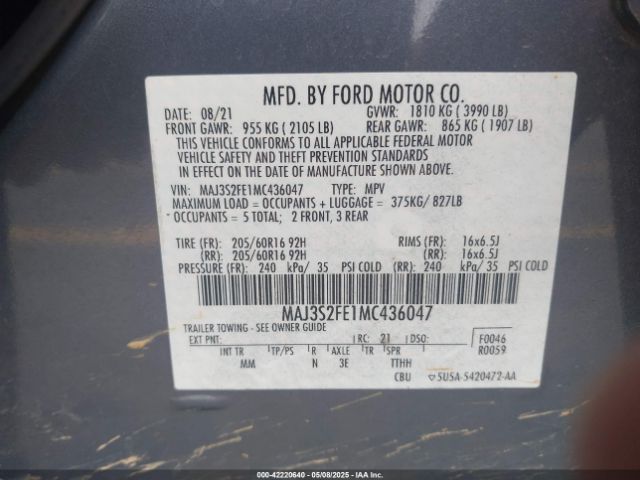 MFD. BY FORD MOTOR CO.
DATE: 08/21 GVWR: 1810 KG ( 3990 LB)
FRONT GAWR: 955 KG ( 2105 LB) REAR GAWR: 865 KG ( 1907 LB)
THIS VEHICLE CONFORMS TO ALL APPLICABLE FEDERAL MOTOR
VEHICLE SAFETY AND THEFT PREVENTION STANDARDS
IN EFFECT ON THE DATE OF MANUFACTURE SHOWN ABOVE.
VIN: MAJ3S2FE1MC436047 TYPE: MPV
MAXIMUM LOAD = OCCUPANTS + LUGGAGE = 375KG/ 827LB
OCCUPANTS = 5 TOTAL; 2 FRONT, 3 REAR
TIRE (FR): 205/60R16 92H RIMS (FR): 16x6.5J
(RR): 205/60R16 92H (RR): 16x6.5J
PRESSURE (FR): 240 kPa/ 35 PSI COLD (RR): 240 kPa/ 35 PSI COLD
MAJ3S2FE1MC436047
TRAILER TOWING - SEE OWNER GUIDE
EXT PNT: RC: 21 DSO: F0046
INT TR TP/PS R AXLE TR SPR R0059
MM N 3E TTHH
CBU 5U5A-5420472-AA
000-42220640 - 05/08/2025 - IAAI.COM